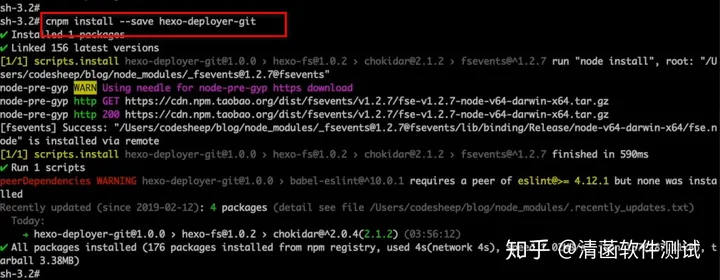 sh-3.2#
sh-3.2# cnpm install --save hexo-deployer-git
✔ Installed 1 packages
✔ Linked 156 latest versions
[1/1] scripts.install hexo-deployer-git@1.0.0 › hexo-fs@1.0.2 › chokidar@2.1.2 › fsevents@^1.2.7 run "node install", root: "/U
sers/codesheep/blog/node_modules/_fsevents@1.2.7@fsevents"
node-pre-gyp WARN Using needle for node-pre-gyp https download
node-pre-gyp http GET https://cdn.npm.taobao.org/dist/fsevents/v1.2.7/fse-v1.2.7-node-v64-darwin-x64.tar.gz
node-pre-gyp http 200 https://cdn.npm.taobao.org/dist/fsevents/v1.2.7/fse-v1.2.7-node-v64-darwin-x64.tar.gz
[fsevents] Success: "/Users/codesheep/blog/node_modules/_fsevents@1.2.7@fsevents/lib/binding/Release/node-v64-darwin-x64/fse.n
ode" is installed via remote
[1/1] scripts.install hexo-deployer-git@1.0.0 › hexo-fs@1.0.2 › chokidar@2.1.2 › fsevents@^1.2.7 finished in 590ms
✔ Run 1 scripts
peerDependencies WARNING hexo-deployer-git@1.0.0 › babel-eslint@^10.0.1 requires a peer of eslint@>= 4.12.1 but none was insta
lled
Recently updated (since 2019-02-12): 4 packages (detail see file /Users/codesheep/blog/node_modules/.recently_updates.txt)
Today:
→ hexo-deployer-git@1.0.0 › hexo-fs@1.0.2 › chokidar@^2.0.4(2.1.2) (03:56:12)
✔ All packages installed (176 packages installed from npm registry, used 4s(network 4s),
arball 3.38MB)
sh-3.2#
知乎 @清菡软件测试